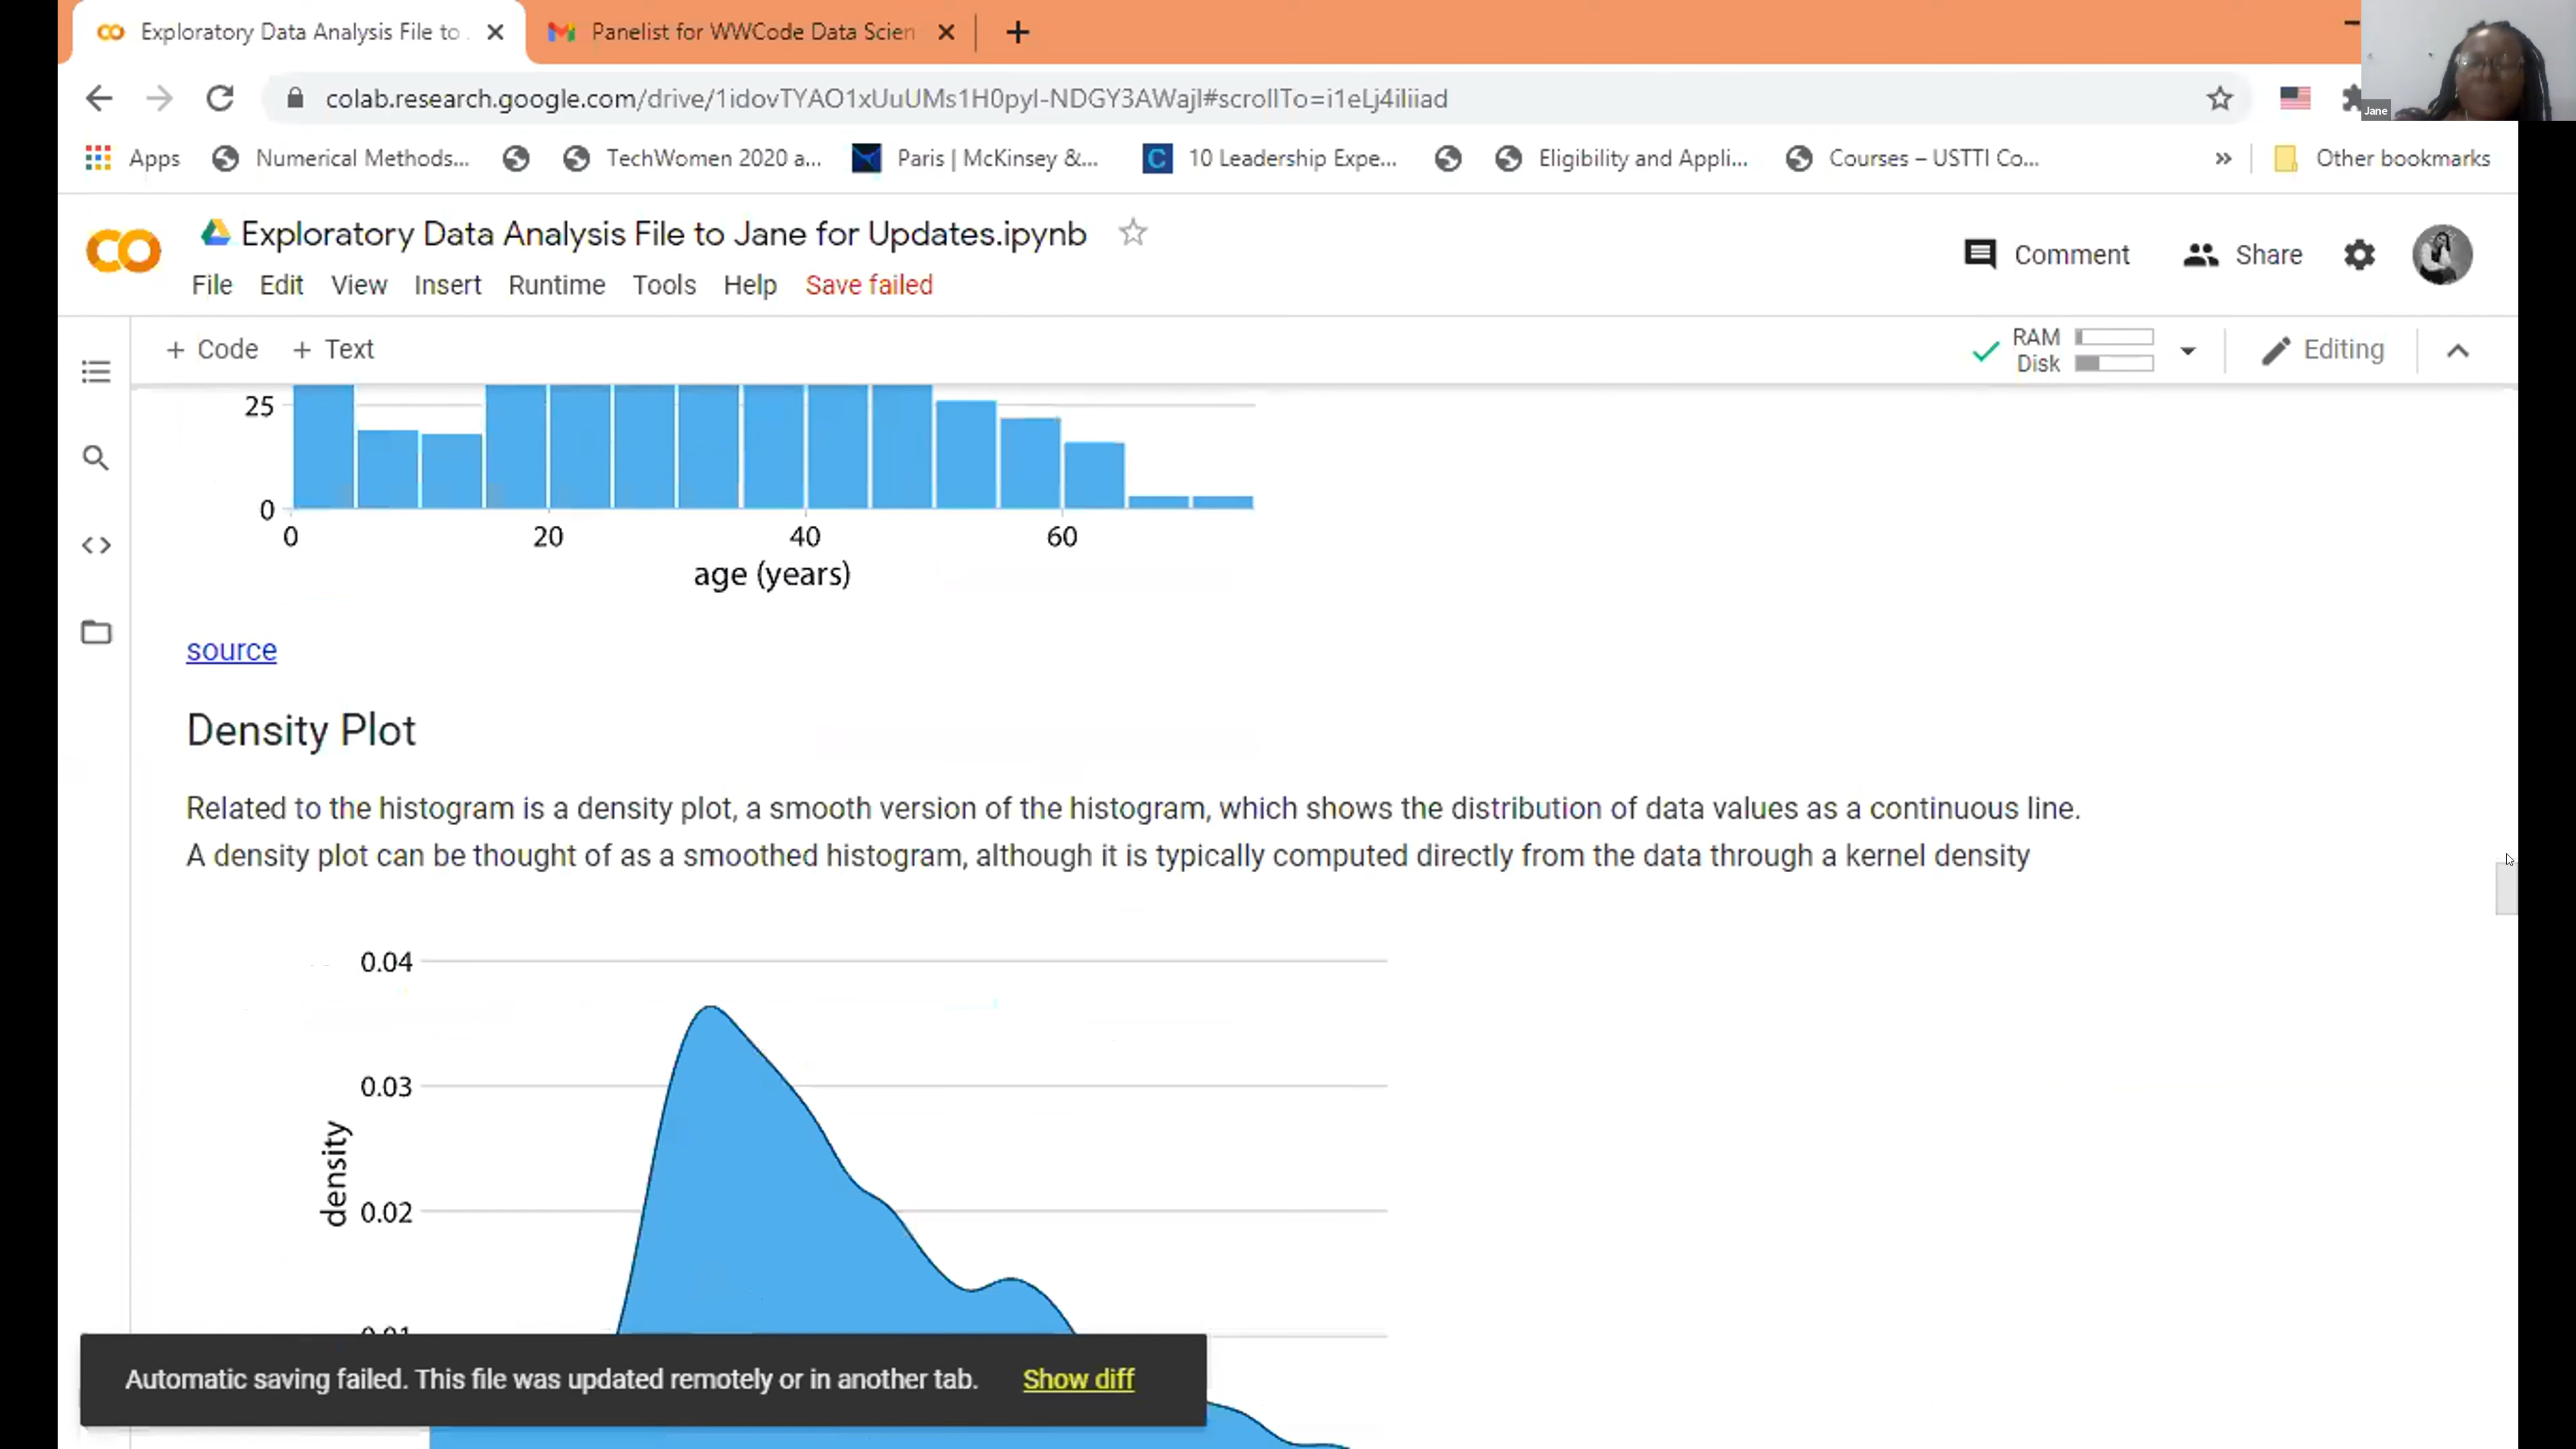 Exploratory Data Analysis File to
Panelist for WWCode Data Scien
colab.research.google.com/drive/1idovTYAO1xUuUMs1H0pyI-NDGY3AWajI#scrollTo=i1eLj4iIiiad
Jane
Apps
Numerical Methods...
TechWomen 2020 a...
Paris | McKinsey &...
C
10 Leadership Expe...
Eligibility and Appli...
Courses – USTTI Co...
»
Other bookmarks
CO
Exploratory Data Analysis File to Jane for Updates.ipynb
Comment
Share
File Edit View Insert Runtime Tools Help Save failed
+ Code + Text
RAM
Disk
Editing
25
0
0 20 40 60
age (years)
source
Density Plot
Related to the histogram is a density plot, a smooth version of the histogram, which shows the distribution of data values as a continuous line.
A density plot can be thought of as a smoothed histogram, although it is typically computed directly from the data through a kernel density
0.04
0.03
density
0.02
0.01
Automatic saving failed. This file was updated remotely or in another tab. Show diff